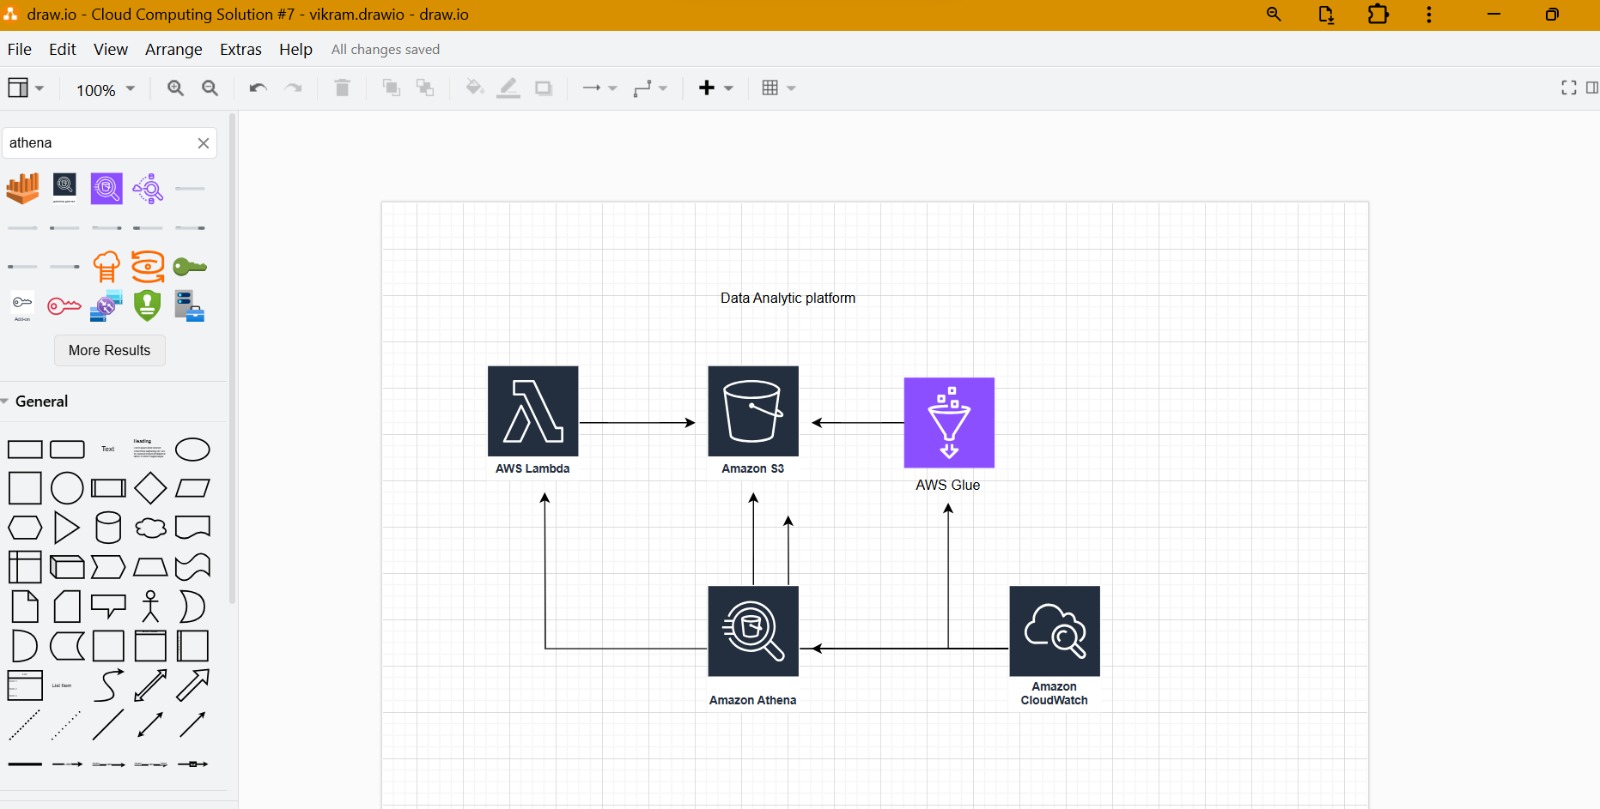 draw.io - Cloud Computing Solution #7 - vikram.drawio - draw.io
File Edit View Arrange Extras Help All changes saved
100%
athena
Add-on
More Results
General
Text
Heading
List Item
Data Analytic platform
AWS Lambda
Amazon S3
AWS Glue
Amazon Athena
Amazon
CloudWatch